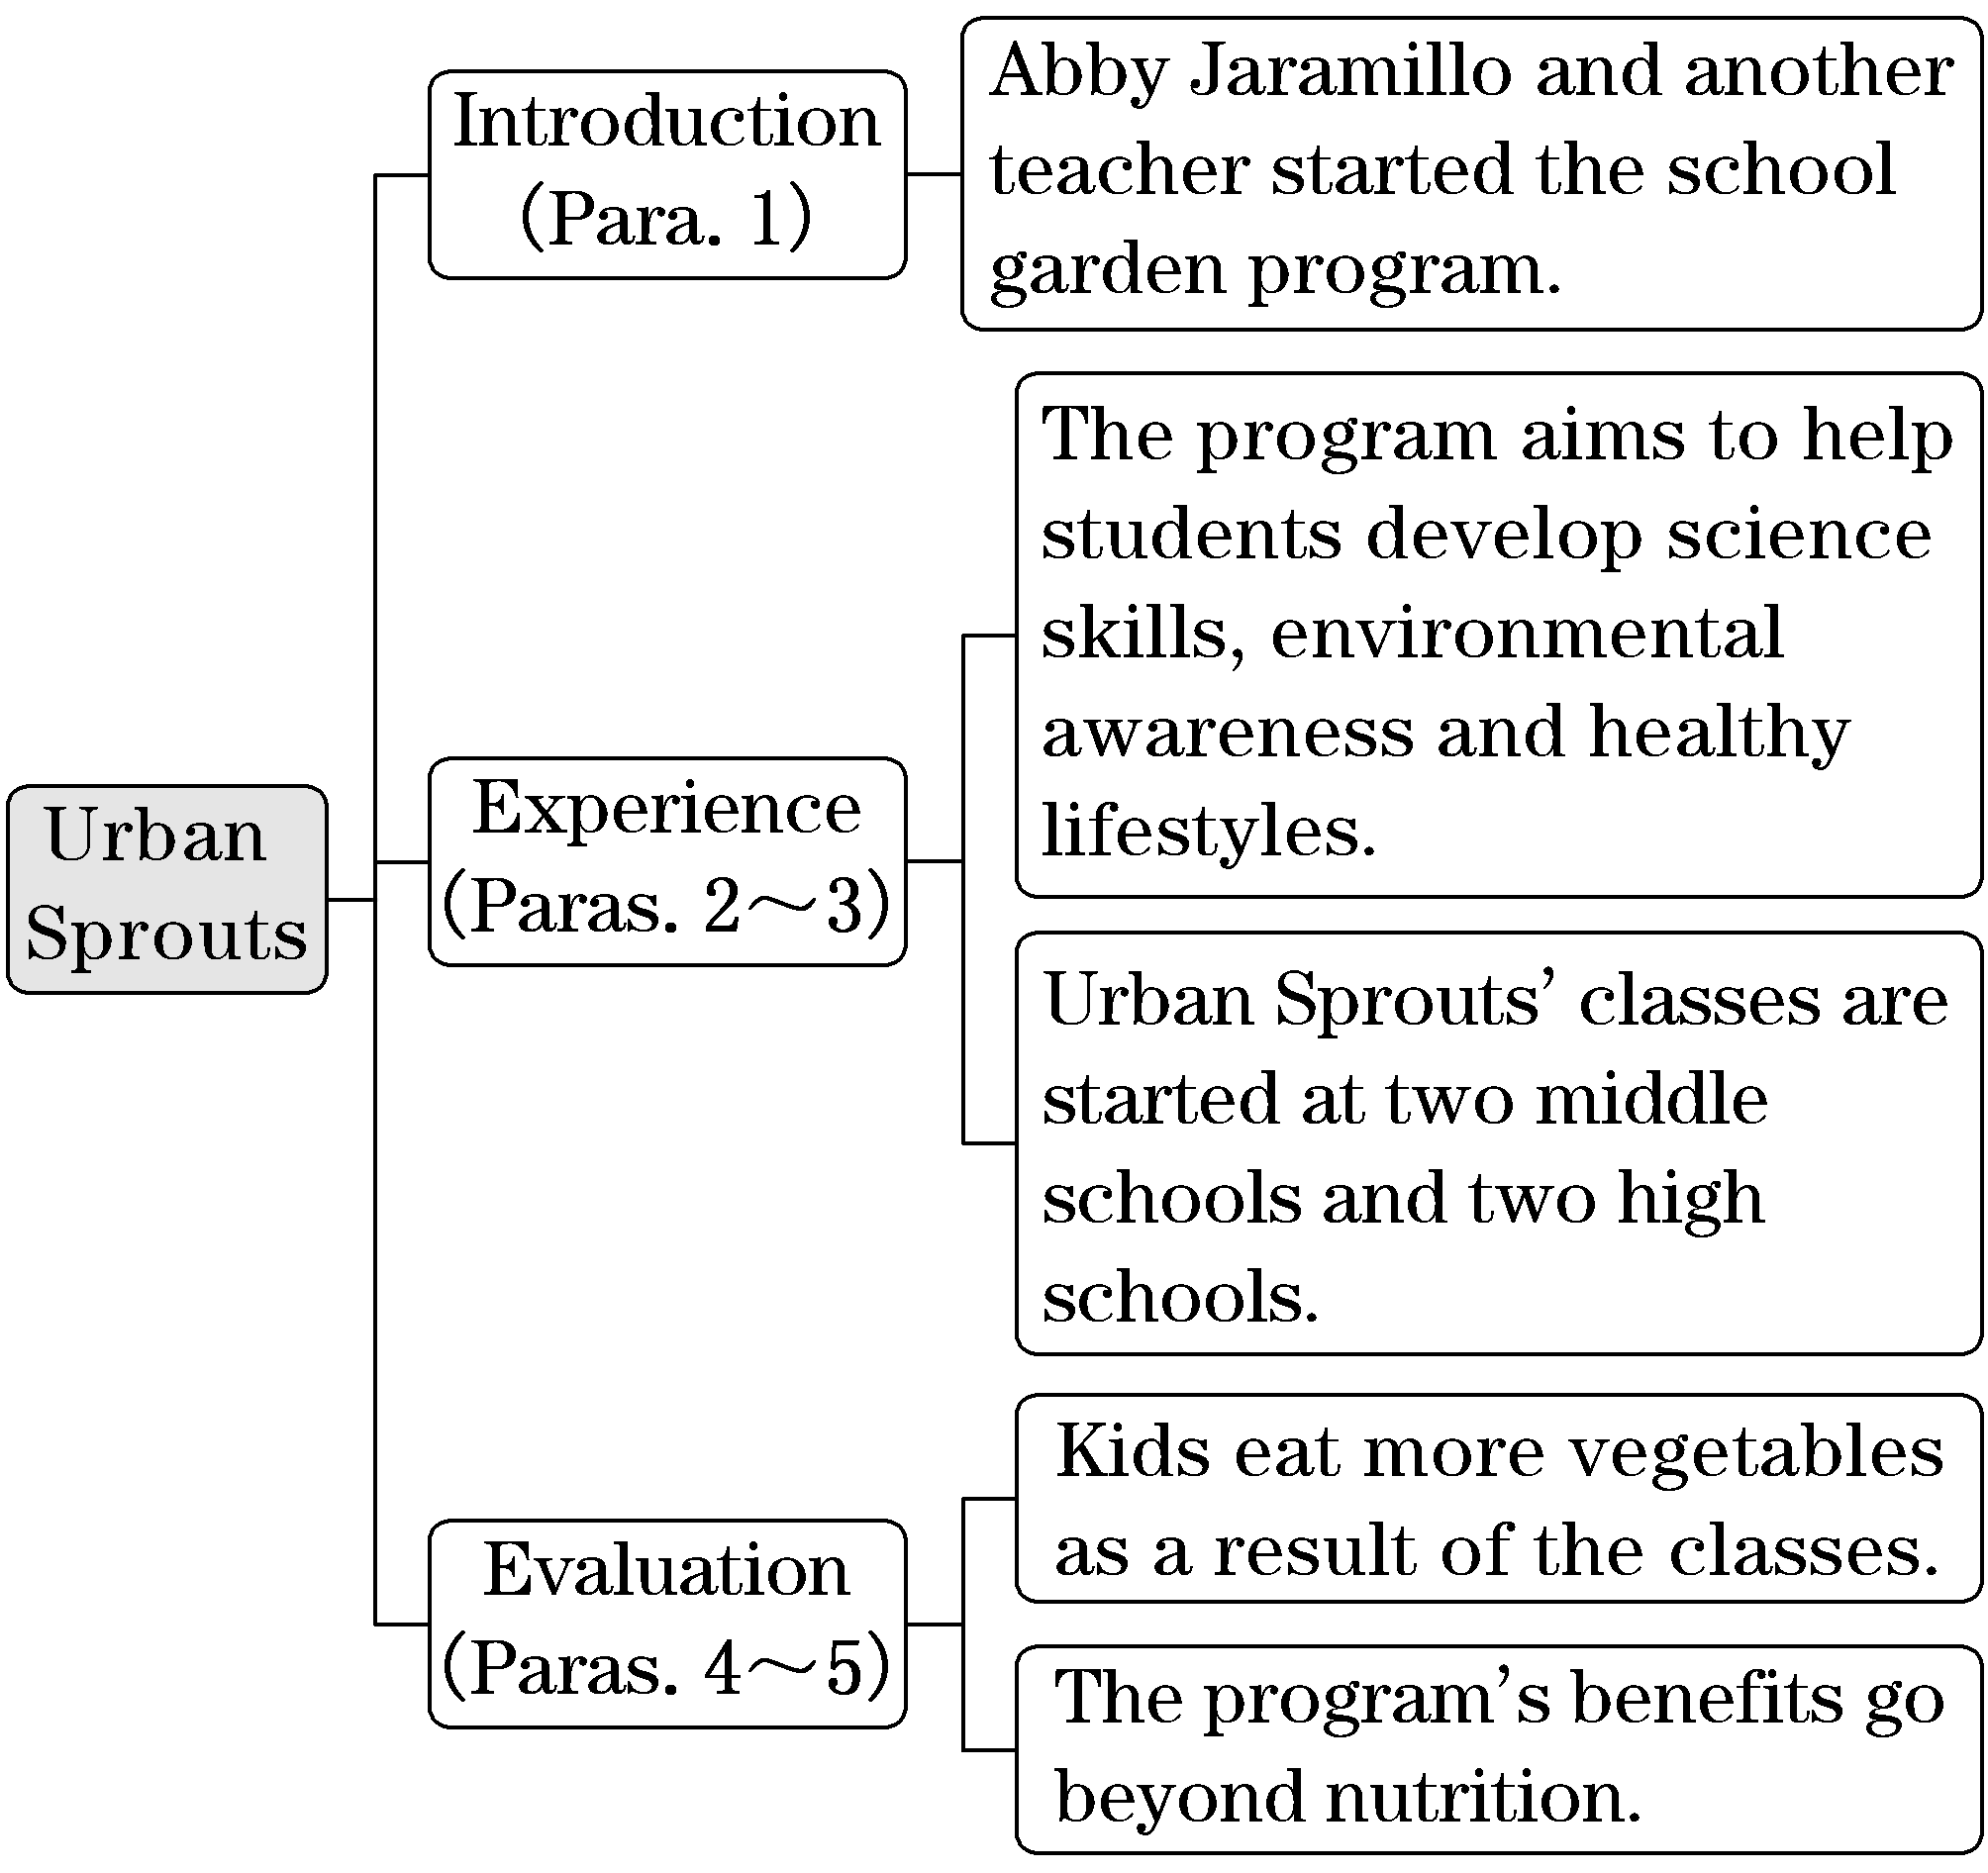 Urban
Sprouts
Introduction
(Para. 1)
Abby Jaramillo and another
teacher started the school
garden program.
Experience
(Paras. 2～3)
The program aims to help
students develop science
skills, environmental
awareness and healthy
lifestyles.
Urban Sprouts’ classes are
started at two middle
schools and two high
schools.
Evaluation
(Paras. 4～5)
Kids eat more vegetables
as a result of the classes.
The program’s benefits go
beyond nutrition.